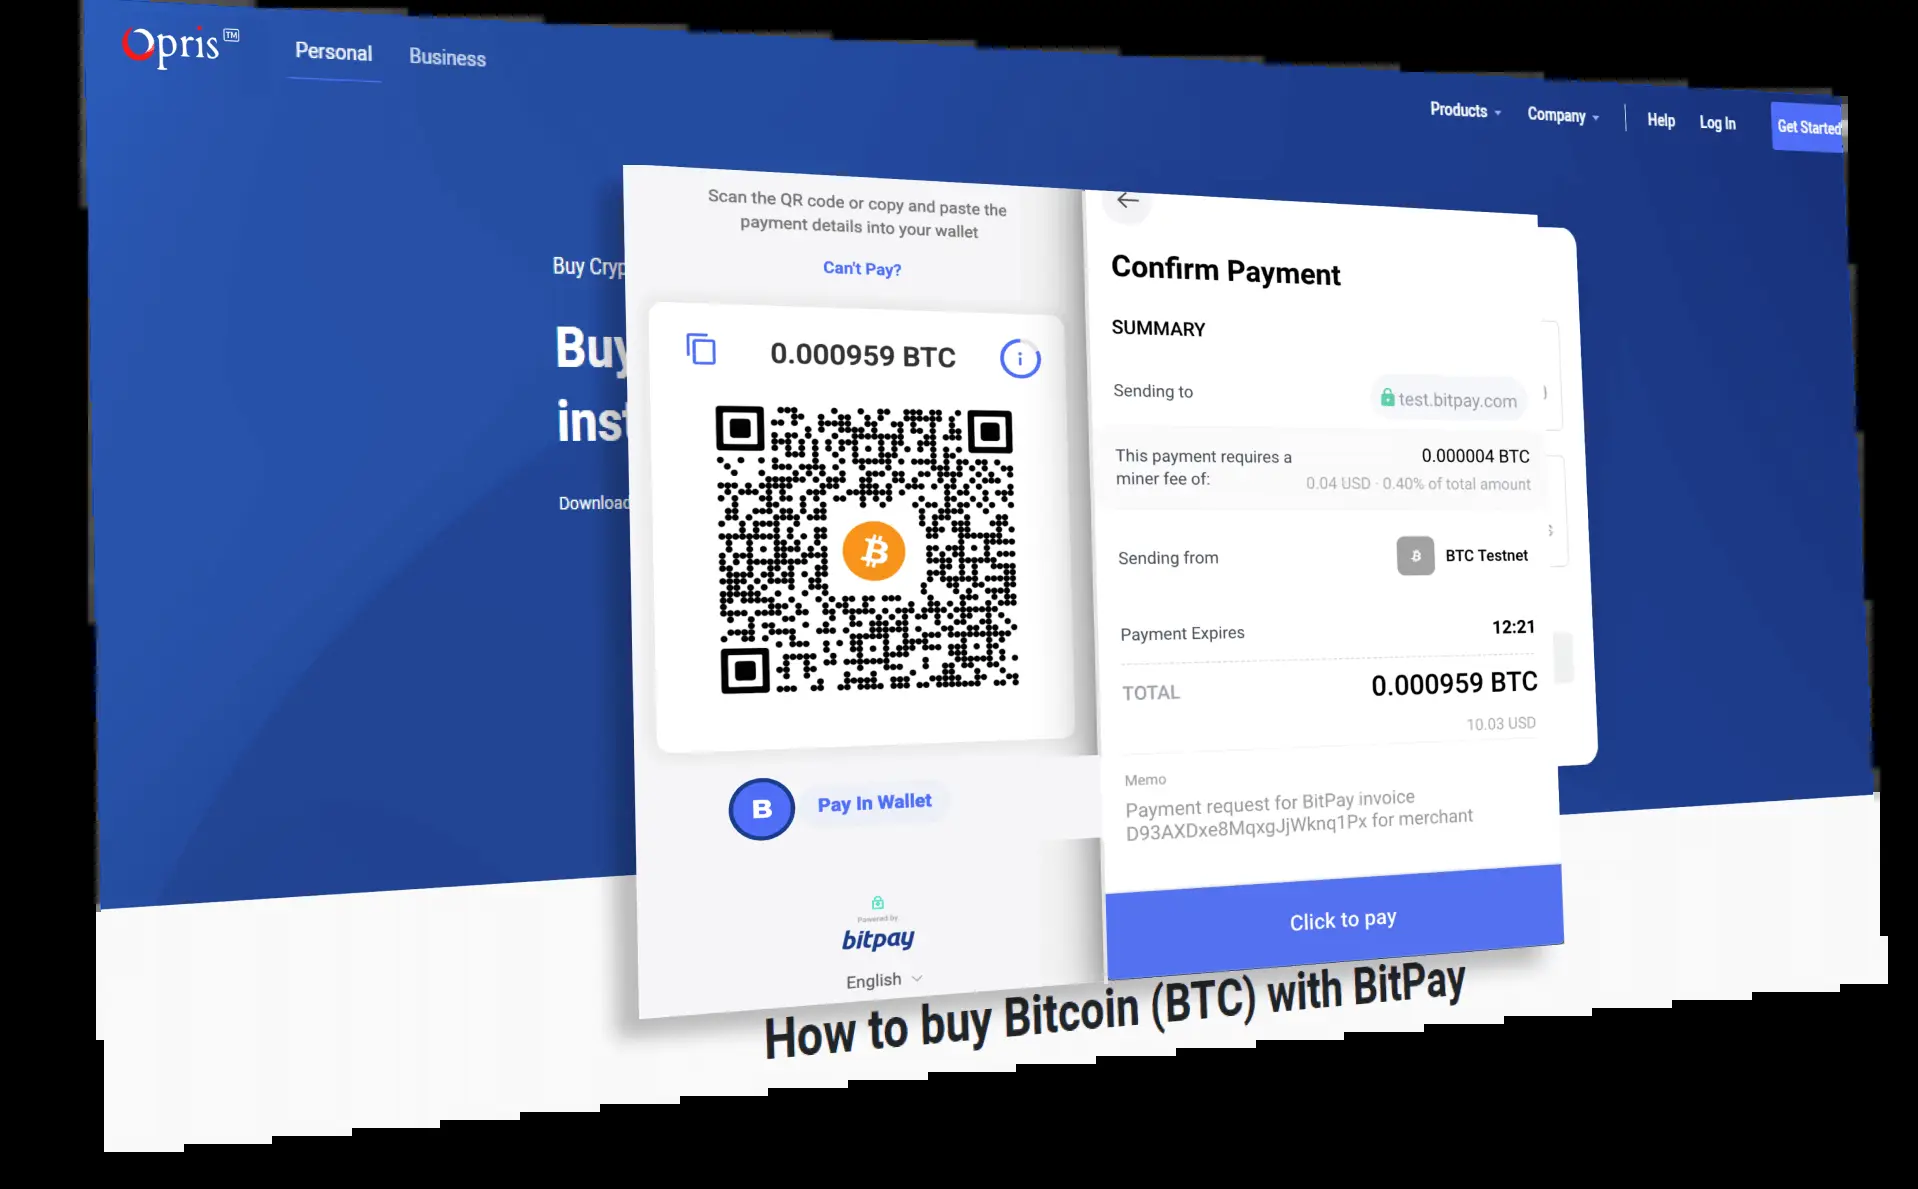 Opris TM
Personal
Business
Products
Company
Help
Log In
Get Started
Buy
Buy
Download
Scan the QR code or copy and paste the
payment details into your wallet
Can't Pay?
0.000959 BTC
Pay In Wallet
Powered by
bitpay
English
Confirm Payment
SUMMARY
Sending to
test.bitpay.com
This payment requires a
miner fee of:
0.000004 BTC
0.04 USD · 0.40% of total amount
Sending from
BTC Testnet
Payment Expires
12:21
TOTAL
0.000959 BTC
10.03 USD
Memo
Payment request for BitPay invoice
D93AXDxe8MqxgJjWknq1Px for merchant
Click to pay
How to buy Bitcoin (BTC) with BitPay